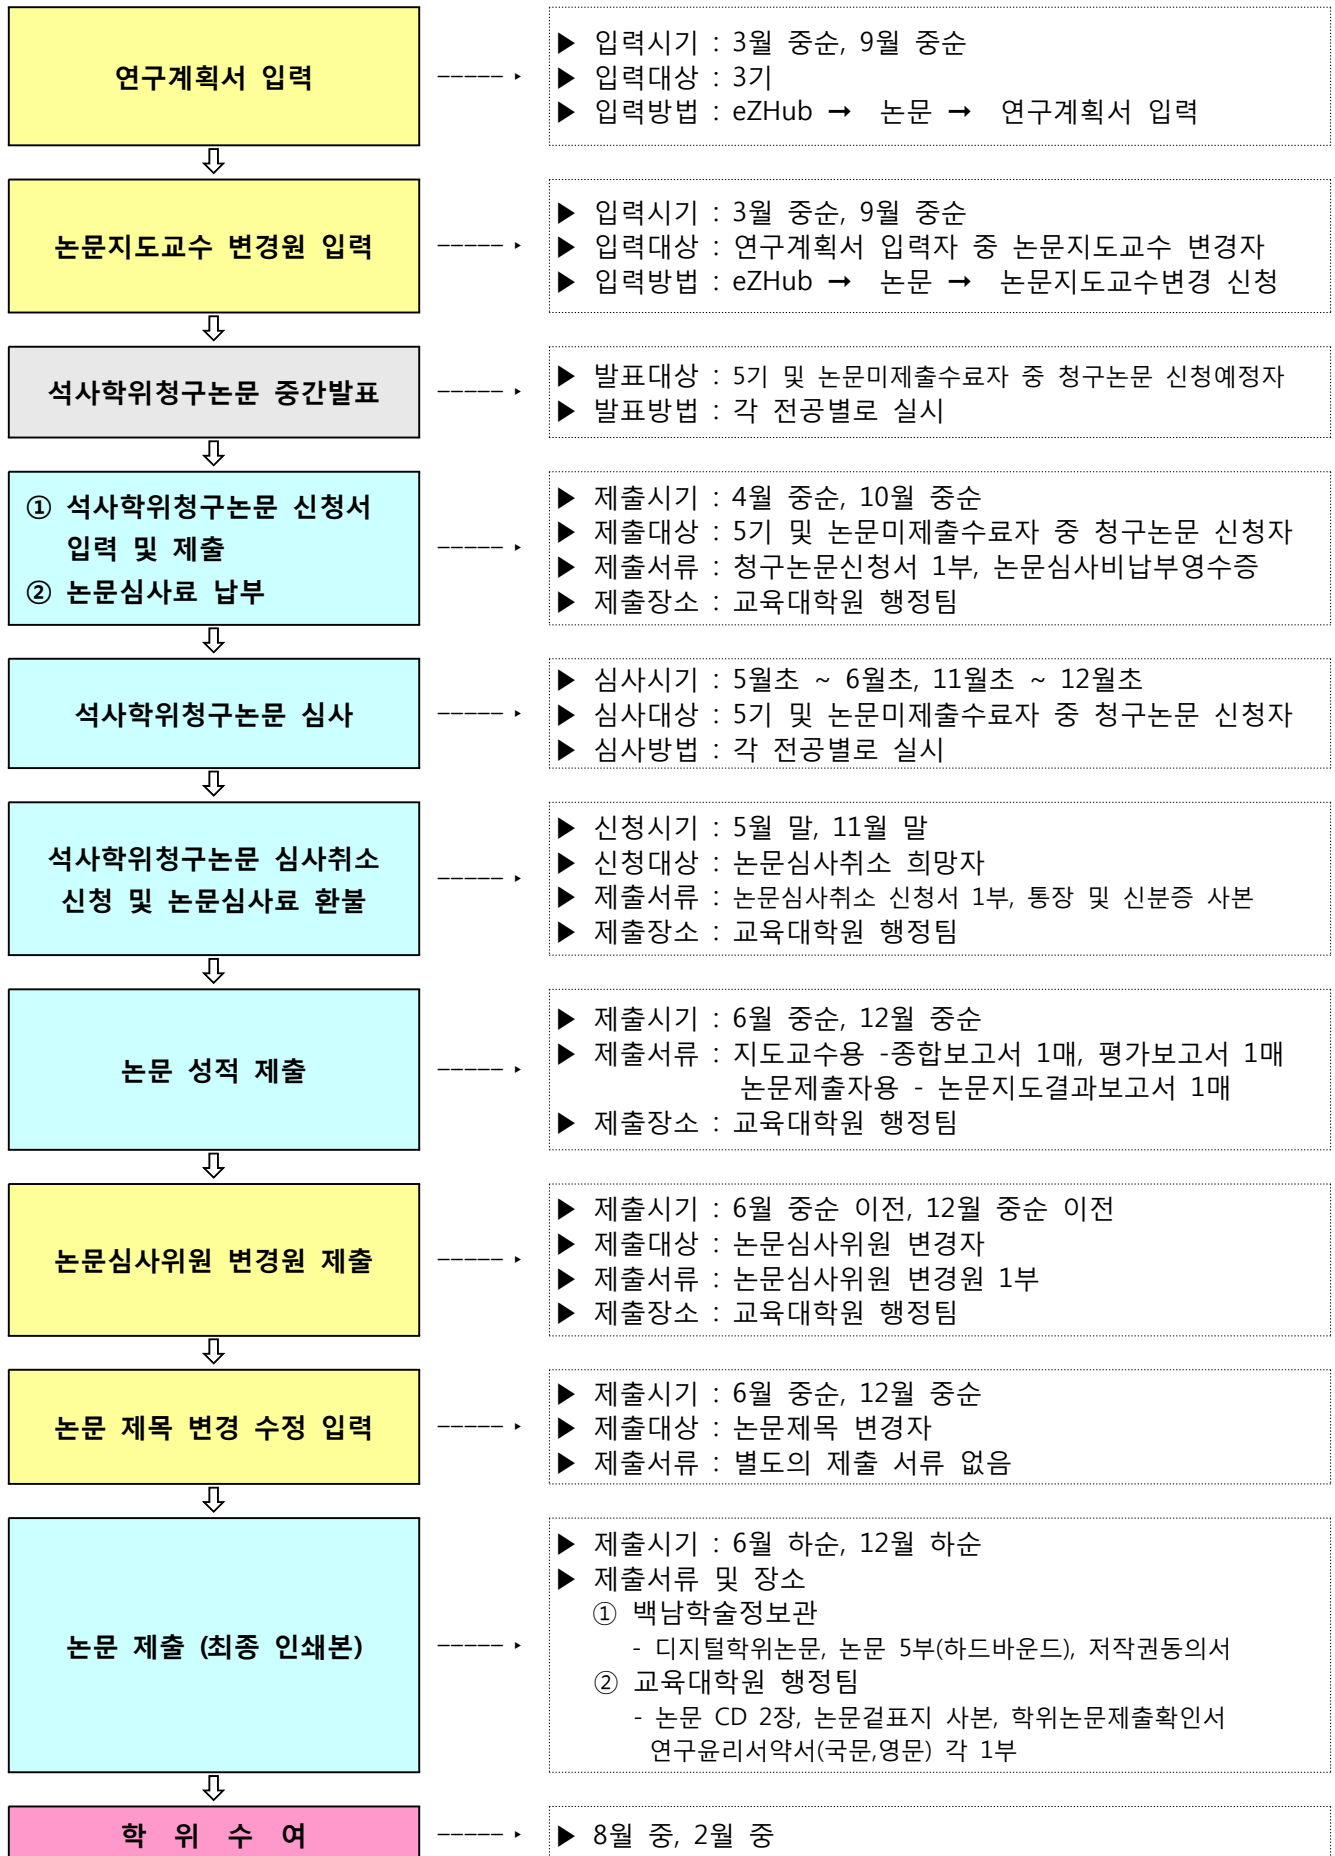 연구계획서 입력
▶ 입력시기 : 3월 중순, 9월 중순
▶ 입력대상 : 3기
▶ 입력방법 : eZHub → 논문 → 연구계획서 입력
논문지도교수 변경원 입력
▶ 입력시기 : 3월 중순, 9월 중순
▶ 입력대상 : 연구계획서 입력자 중 논문지도교수 변경자
▶ 입력방법 : eZHub → 논문 → 논문지도교수변경 신청
석사학위청구논문 중간발표
▶ 발표대상 : 5기 및 논문미제출수료자 중 청구논문 신청예정자
▶ 발표방법 : 각 전공별로 실시
① 석사학위청구논문 신청서
입력 및 제출
② 논문심사료 납부
▶ 제출시기 : 4월 중순, 10월 중순
▶ 제출대상 : 5기 및 논문미제출수료자 중 청구논문 신청자
▶ 제출서류 : 청구논문신청서 1부, 논문심사비납부영수증
▶ 제출장소 : 교육대학원 행정팀
석사학위청구논문 심사
▶ 심사시기 : 5월초 ~ 6월초, 11월초 ~ 12월초
▶ 심사대상 : 5기 및 논문미제출수료자 중 청구논문 신청자
▶ 심사방법 : 각 전공별로 실시
석사학위청구논문 심사취소
신청 및 논문심사료 환불
▶ 신청시기 : 5월 말, 11월 말
▶ 신청대상 : 논문심사취소 희망자
▶ 제출서류 : 논문심사취소 신청서 1부, 통장 및 신분증 사본
▶ 제출장소 : 교육대학원 행정팀
논문 성적 제출
▶ 제출시기 : 6월 중순, 12월 중순
▶ 제출서류 : 지도교수용 -종합보고서 1매, 평가보고서 1매
논문제출자용 - 논문지도결과보고서 1매
▶ 제출장소 : 교육대학원 행정팀
논문심사위원 변경원 제출
▶ 제출시기 : 6월 중순 이전, 12월 중순 이전
▶ 제출대상 : 논문심사위원 변경자
▶ 제출서류 : 논문심사위원 변경원 1부
▶ 제출장소 : 교육대학원 행정팀
논문 제목 변경 수정 입력
▶ 제출시기 : 6월 중순, 12월 중순
▶ 제출대상 : 논문제목 변경자
▶ 제출서류 : 별도의 제출 서류 없음
논문 제출 (최종 인쇄본)
▶ 제출시기 : 6월 하순, 12월 하순
▶ 제출서류 및 장소
① 백남학술정보관
- 디지털학위논문, 논문 5부(하드바운드), 저작권동의서
② 교육대학원 행정팀
- 논문 CD 2장, 논문겉표지 사본, 학위논문제출확인서
연구윤리서약서(국문,영문) 각 1부
학 위 수 여
▶ 8월 중, 2월 중